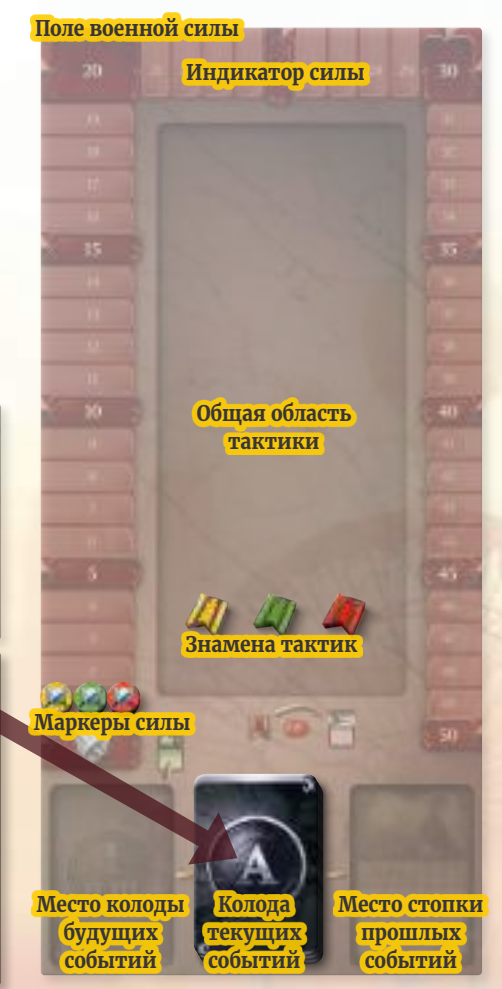 Поле военной силы
Индикатор силы
20
30
15
35
Общая область
тактики
10
40
5
45
Знамена тактик
Маркеры силы
50
5
A
Место колоды
будущих
событий
Колода
текущих
событий
Место стопки
прошлых
событий